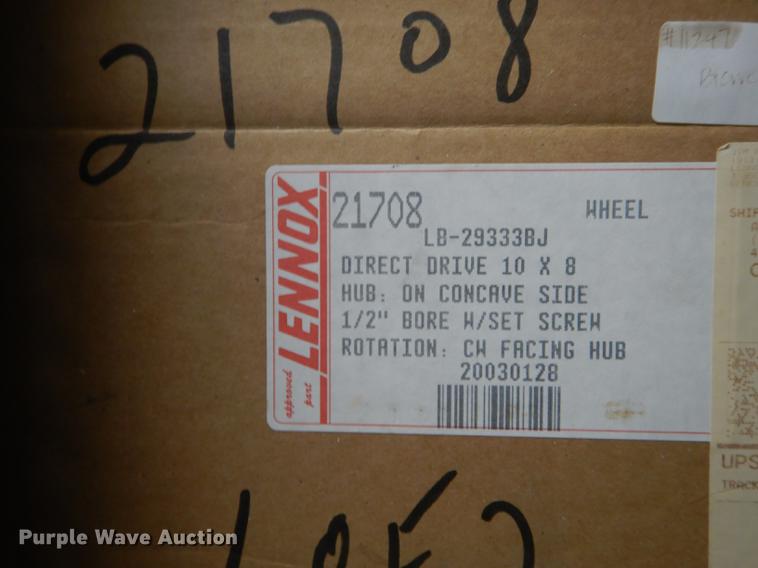 21708
#11247
LENNOX
approved part
21708 WHEEL
LB-29333BJ
DIRECT DRIVE 10 X 8
HUB: ON CONCAVE SIDE
1/2" BORE W/SET SCREW
ROTATION: CW FACING HUB
20030128
UPS
TRACK
Purple Wave Auction